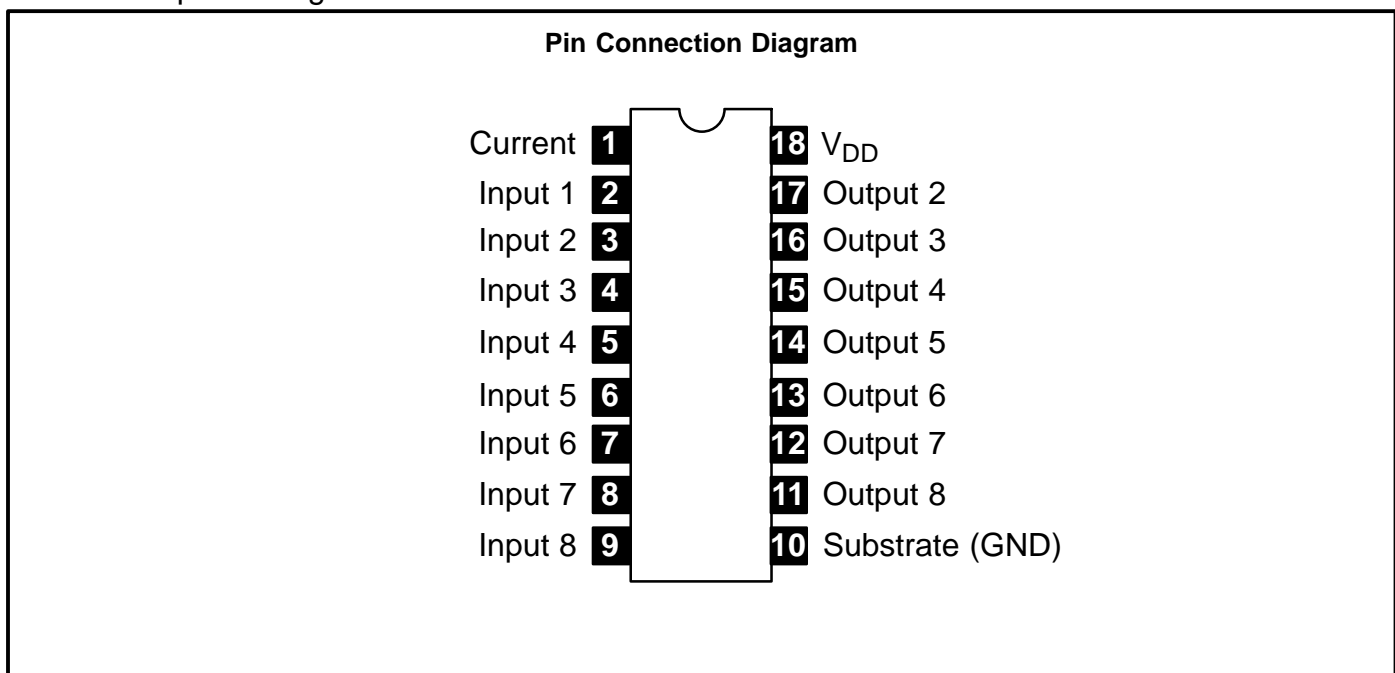 Pin Connection Diagram
Current 1 18 VDD
Input 1 2 17 Output 2
Input 2 3 16 Output 3
Input 3 4 15 Output 4
Input 4 5 14 Output 5
Input 5 6 13 Output 6
Input 6 7 12 Output 7
Input 7 8 11 Output 8
Input 8 9 10 Substrate (GND)